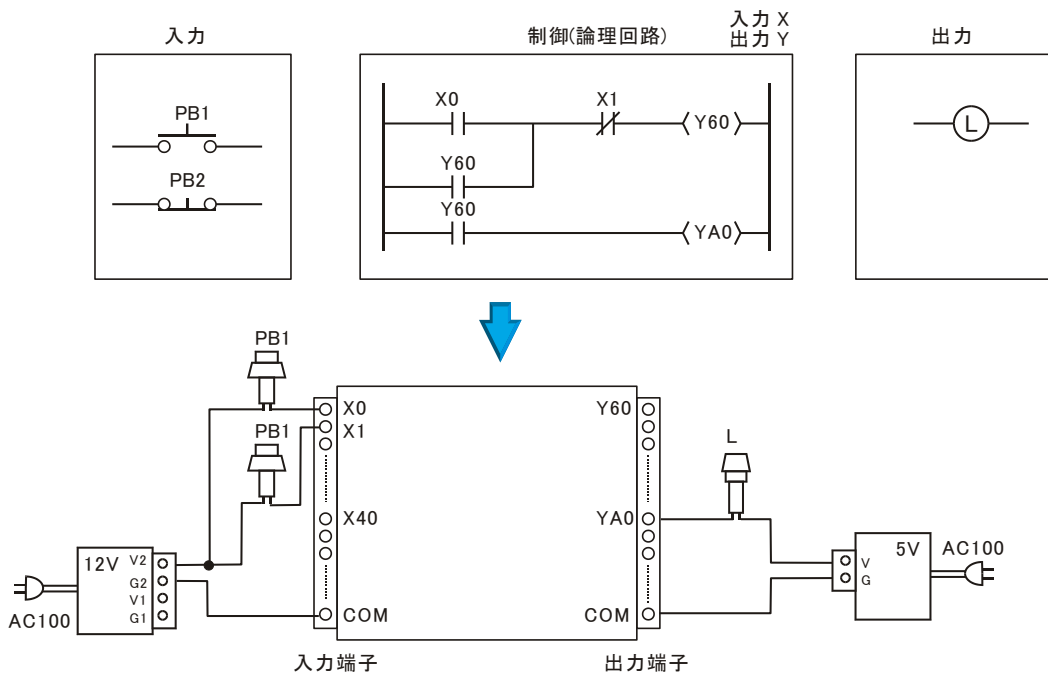 入力
制御(論理回路)
入力 X
出力 Y
出力
PB1
PB2
X0
X1
Y60
Y60
Y60
YA0
L
PB1
X0
Y60
X1
PB1
L
X40
YA0
12V
V2
G2
V1
G1
AC100
COM
COM
V
G
5V
AC100
入力端子
出力端子